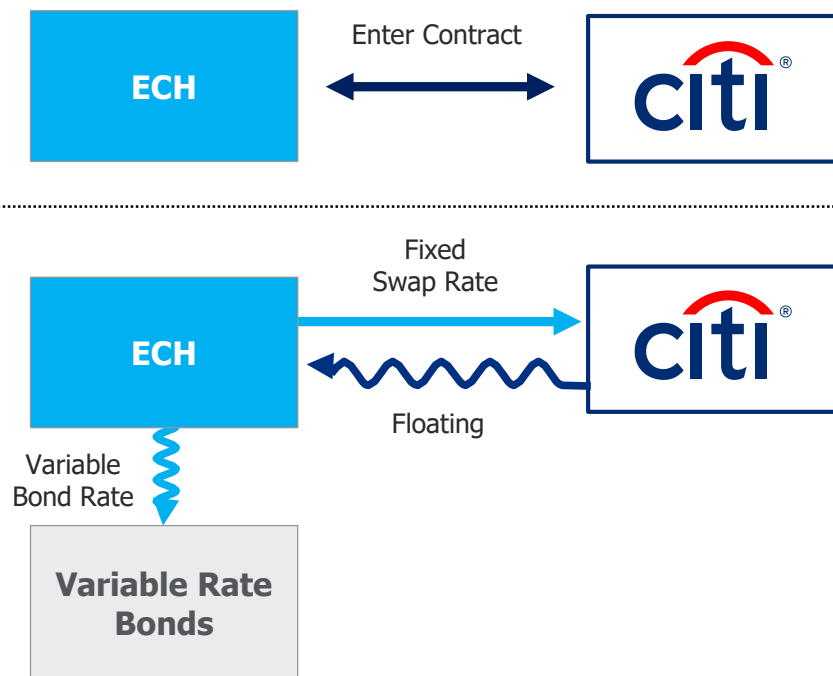 Enter Contract
ECH
citi®
Fixed
Swap Rate
ECH
citi®
Floating
Variable
Bond Rate
Variable Rate
Bonds